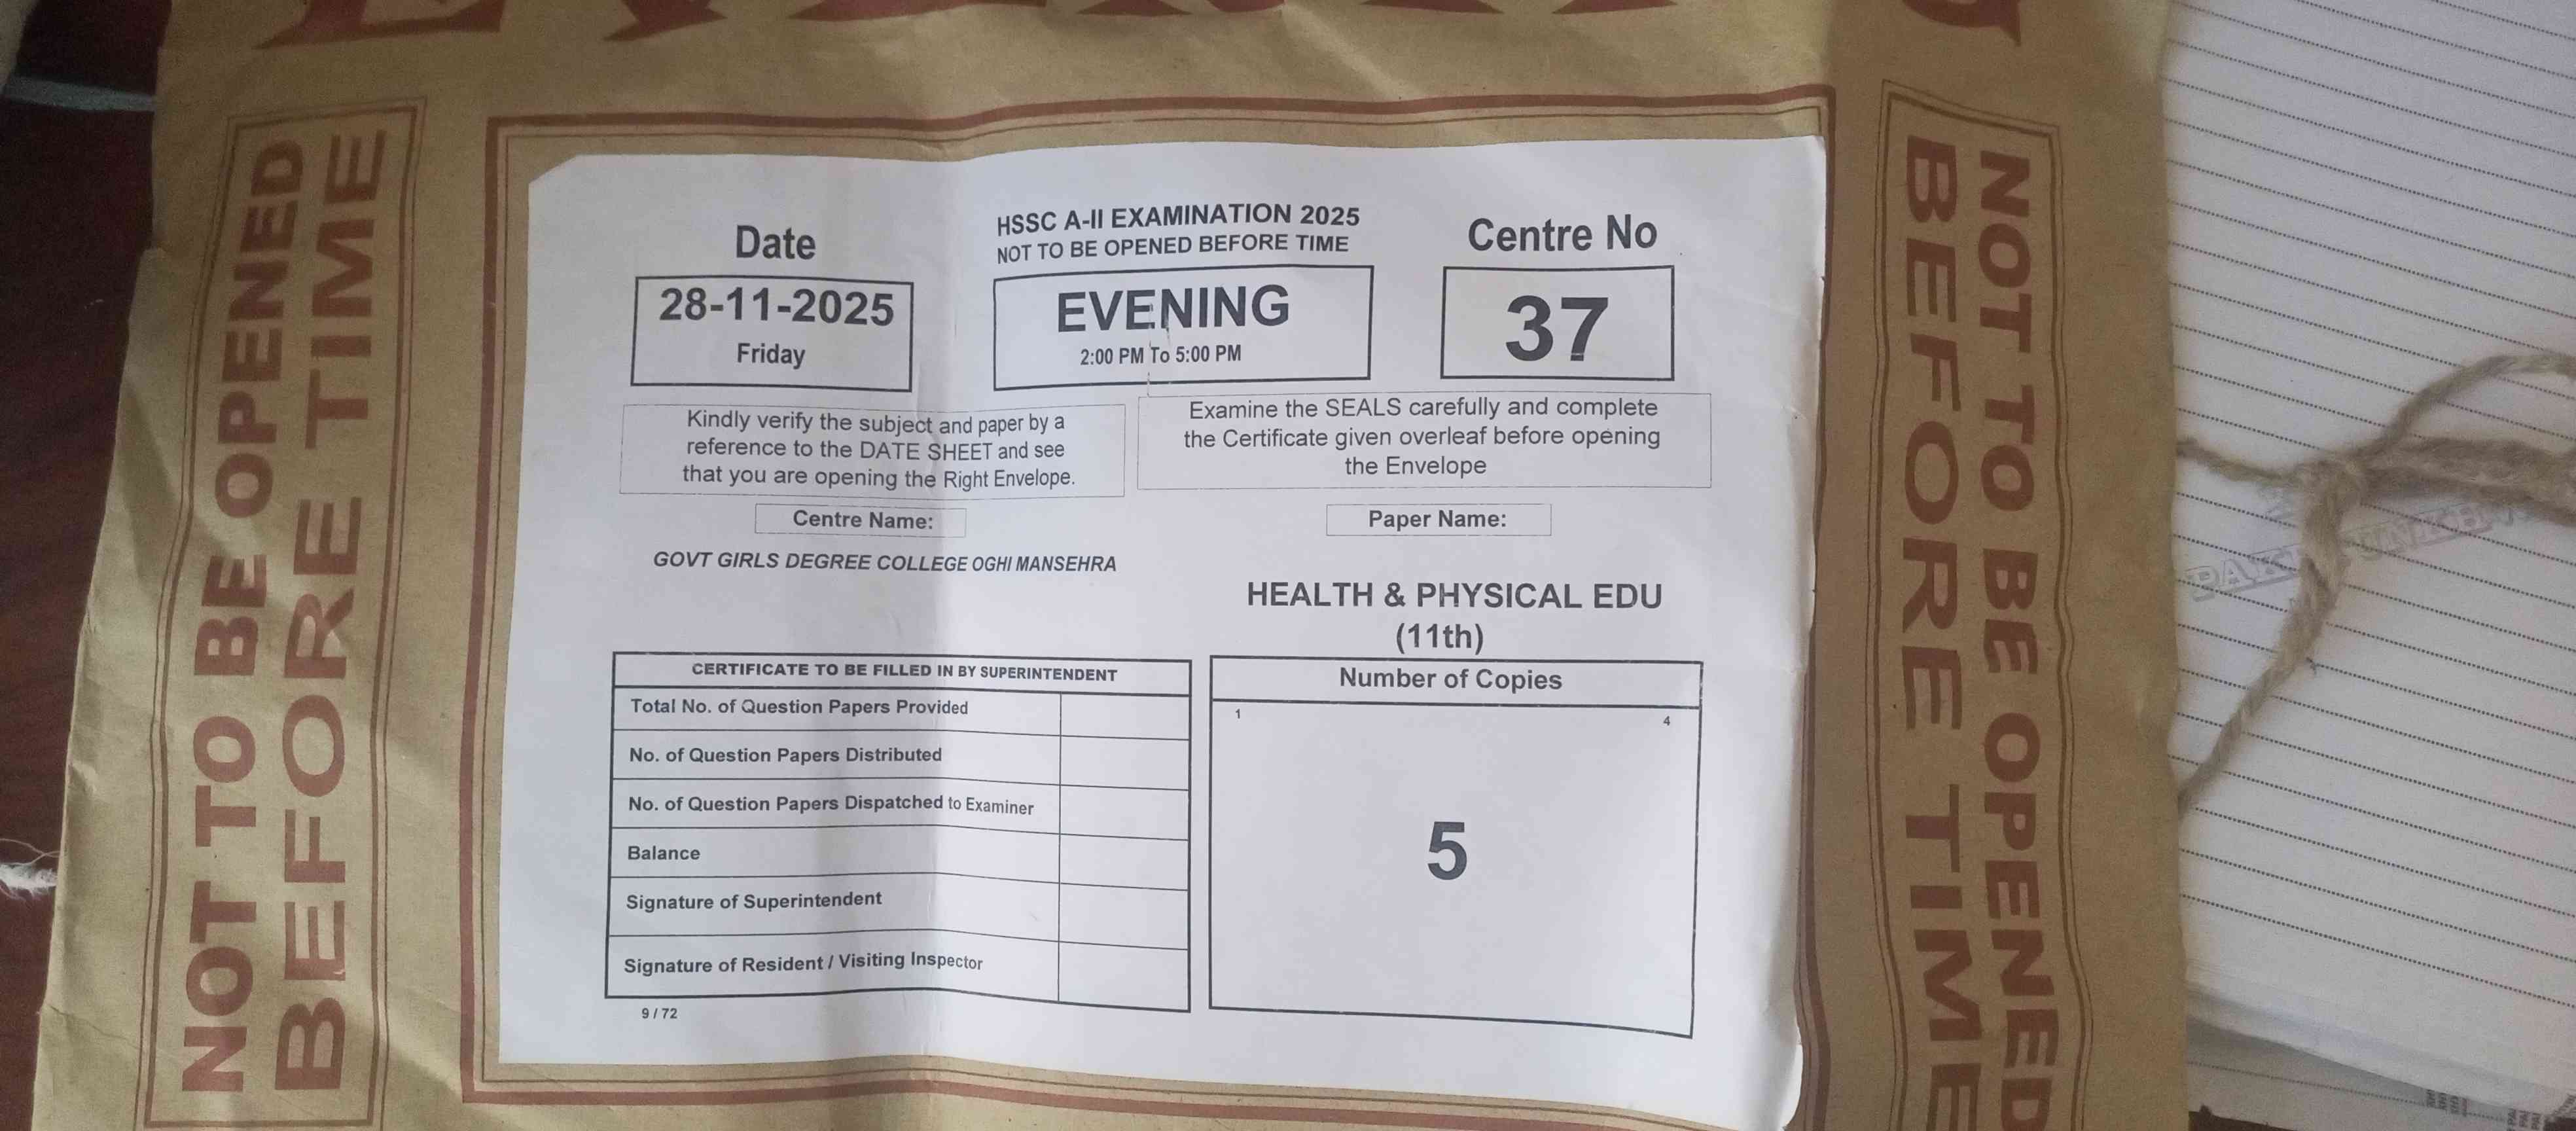 NOT TO BE OPENED
BEFORE TIME
HSSC A-II EXAMINATION 2025
NOT TO BE OPENED BEFORE TIME
Date
28-11-2025
Friday
EVENING
2:00 PM To 5:00 PM
Centre No
37
Kindly verify the subject and paper by a
reference to the DATE SHEET and see
that you are opening the Right Envelope.
Examine the SEALS carefully and complete
the Certificate given overleaf before opening
the Envelope
Centre Name:
GOVT GIRLS DEGREE COLLEGE OGHI MANSEHRA
Paper Name:
HEALTH & PHYSICAL EDU
(11th)
CERTIFICATE TO BE FILLED IN BY SUPERINTENDENT
Total No. of Question Papers Provided
No. of Question Papers Distributed
No. of Question Papers Dispatched to Examiner
Balance
Signature of Superintendent
Signature of Resident / Visiting Inspector
9 / 72
Number of Copies
1
4
5
NOT TO BE OPENED
BEFORE TIME